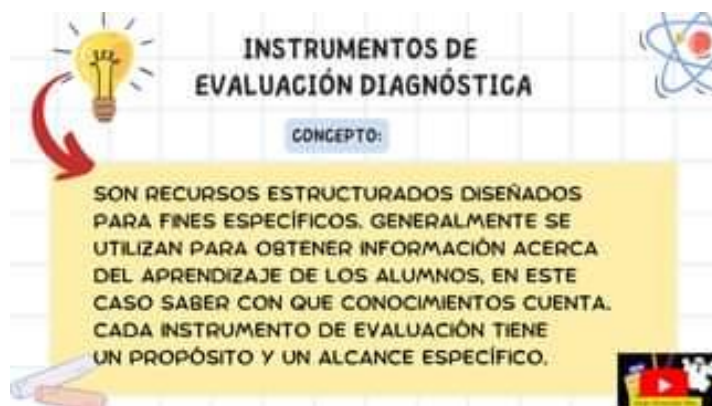 INSTRUMENTOS DE
EVALUACIÓN DIAGNÓSTICA
CONCEPTO:
SON RECURSOS ESTRUCTURADOS DISEÑADOS
PARA FINES ESPECÍFICOS. GENERALMENTE SE
UTILIZAN PARA OBTENER INFORMACIÓN ACERCA
DEL APRENDIZAJE DE LOS ALUMNOS, EN ESTE
CASO SABER CON QUE CONOCIMIENTOS CUENTA.
CADA INSTRUMENTO DE EVALUACIÓN TIENE
UN PROPÓSITO Y UN ALCANCE ESPECÍFICO.